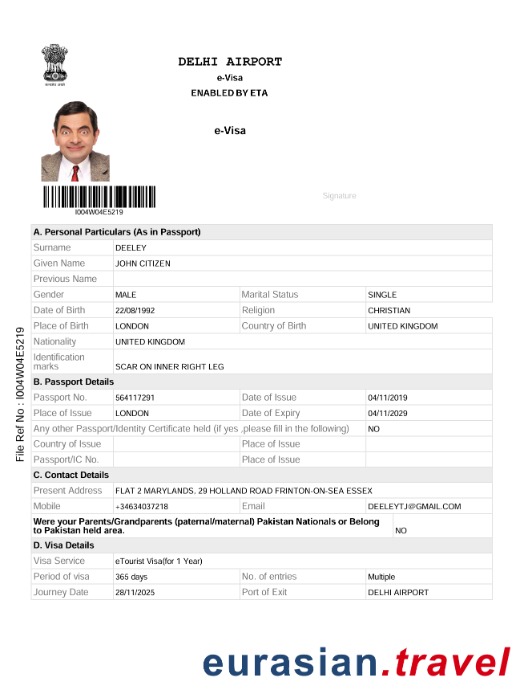 DELHI AIRPORT
e-Visa
ENABLED BY ETA
e-Visa
I004W04E5219
Signature
File Ref No : I004W04E5219
A. Personal Particulars (As in Passport)
Surname DEELEY
Given Name JOHN CITIZEN
Previous Name
Gender MALE Marital Status SINGLE
Date of Birth 22/08/1992 Religion CHRISTIAN
Place of Birth LONDON Country of Birth UNITED KINGDOM
Nationality UNITED KINGDOM
Identification
marks SCAR ON INNER RIGHT LEG
B. Passport Details
Passport No. 564117291 Date of Issue 04/11/2019
Place of Issue LONDON Date of Expiry 04/11/2029
Any other Passport/Identity Certificate held (if yes ,please fill in the following) NO
Country of Issue Place of Issue
Passport/IC No. Place of Issue
C. Contact Details
Present Address FLAT 2 MARYLANDS. 29 HOLLAND ROAD FRINTON-ON-SEA ESSEX
Mobile +34634037218 Email DEELEYTJ@GMAIL.COM
Were your Parents/Grandparents (paternal/maternal) Pakistan Nationals or Belong
to Pakistan held area. NO
D. Visa Details
Visa Service eTourist Visa(for 1 Year)
Period of visa 365 days No. of entries Multiple
Journey Date 28/11/2025 Port of Exit DELHI AIRPORT
eurasian.travel